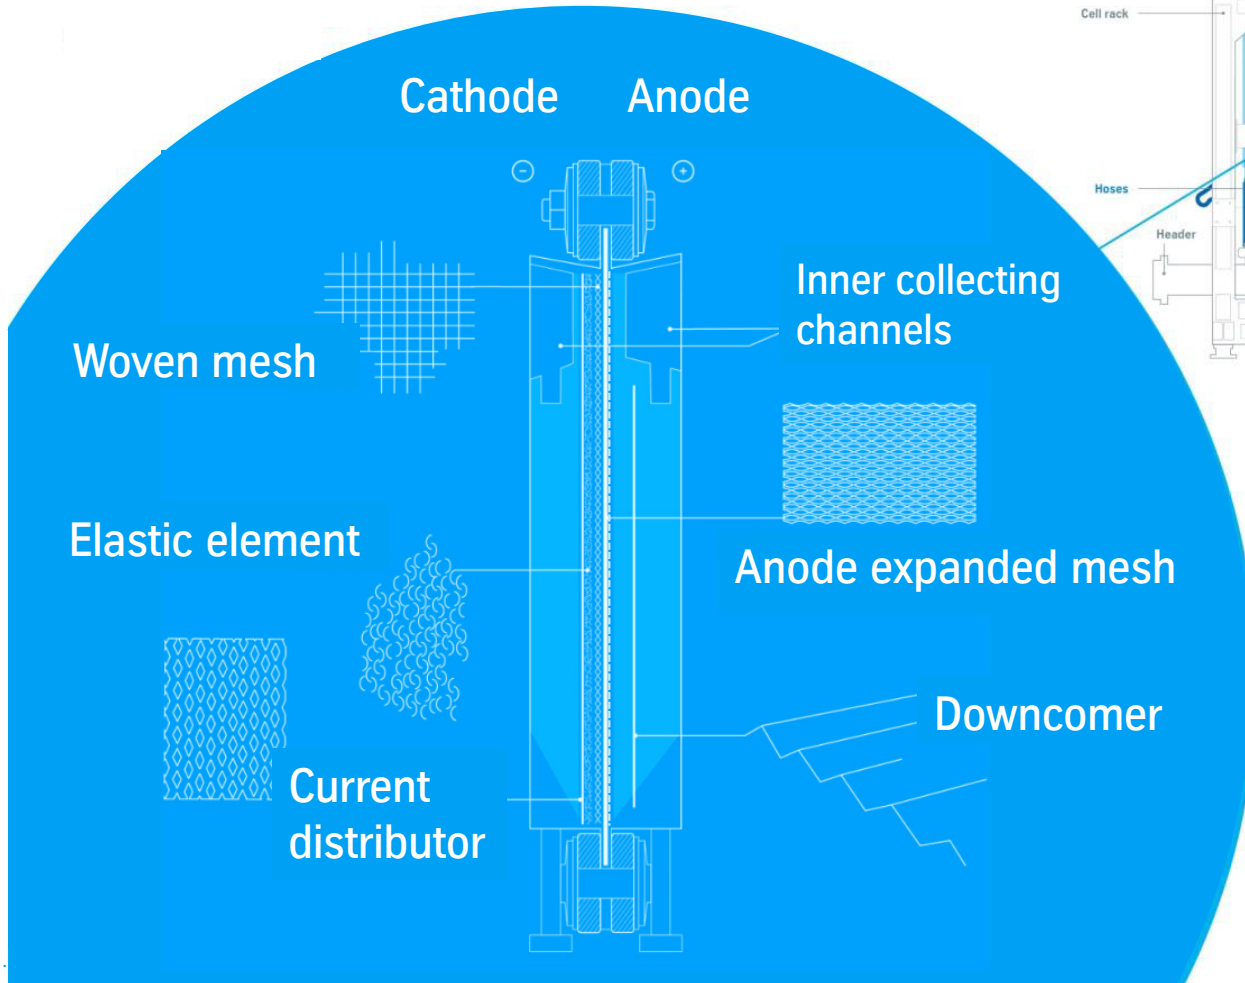 Cell rack
Cathode
Anode
−
+
Hoses
Header
Inner collecting
channels
Woven mesh
Elastic element
Anode expanded mesh
Downcomer
Current
distributor